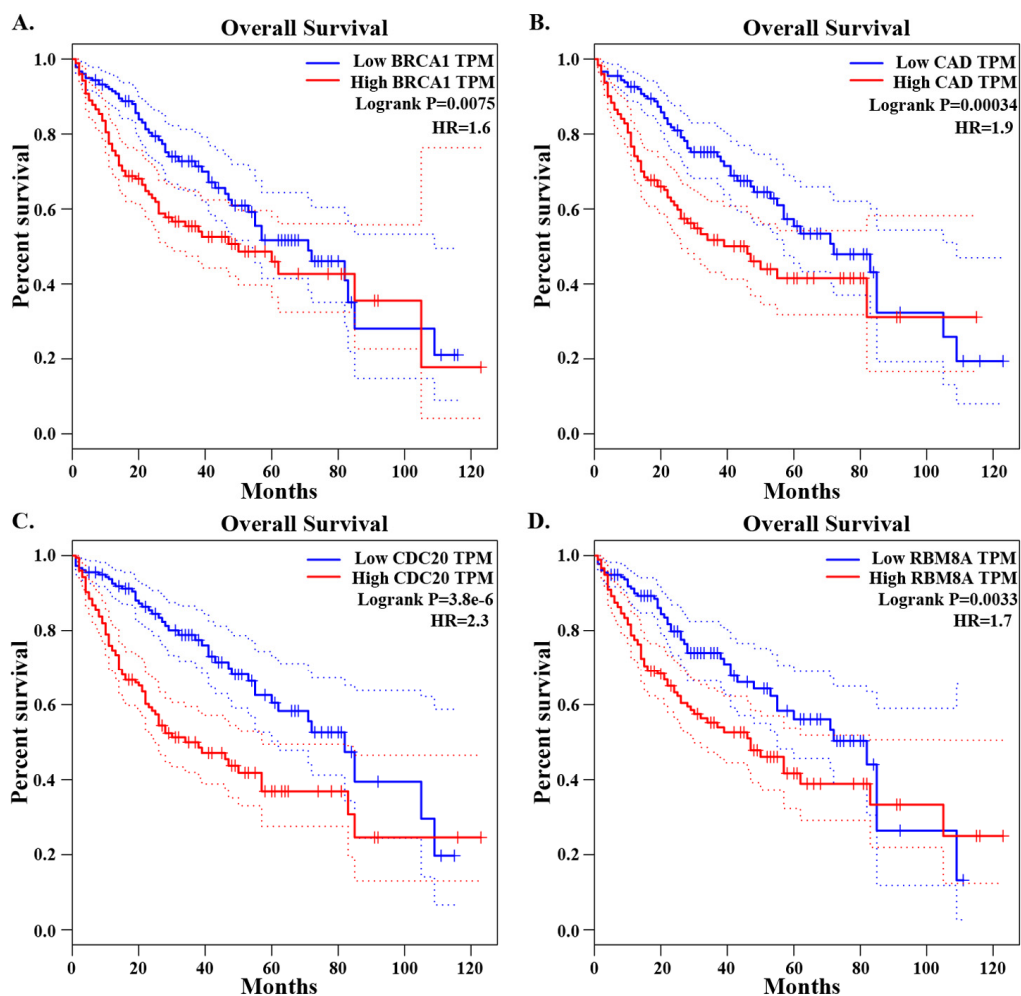 A.
Overall Survival
Low BRCA1 TPM
High BRCA1 TPM
Logrank P=0.0075
HR=1.6
Percent survival
1.0
0.8
0.6
0.4
0.2
0.0
0 20 40 60 80 100 120
Months
B.
Overall Survival
Low CAD TPM
High CAD TPM
Logrank P=0.00034
HR=1.9
Percent survival
1.0
0.8
0.6
0.4
0.2
0.0
0 20 40 60 80 100 120
Months
C.
Overall Survival
Low CDC20 TPM
High CDC20 TPM
Logrank P=3.8e-6
HR=2.3
Percent survival
1.0
0.8
0.6
0.4
0.2
0.0
0 20 40 60 80 100 120
Months
D.
Overall Survival
Low RBM8A TPM
High RBM8A TPM
Logrank P=0.0033
HR=1.7
Percent survival
1.0
0.8
0.6
0.4
0.2
0.0
0 20 40 60 80 100 120
Months